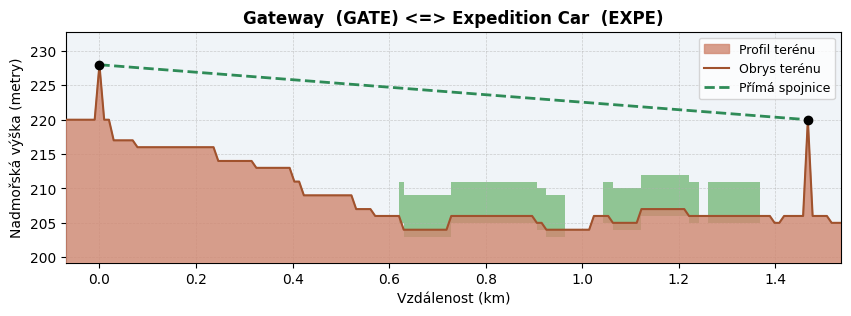 Gateway  (GATE) <=> Expedition Car  (EXPE)
Nadmořská výška (metry)
230
225
220
215
210
205
200
Profil terénu
Obrys terénu
Přímá spojnice
0.0 0.2 0.4 0.6 0.8 1.0 1.2 1.4
Vzdálenost (km)